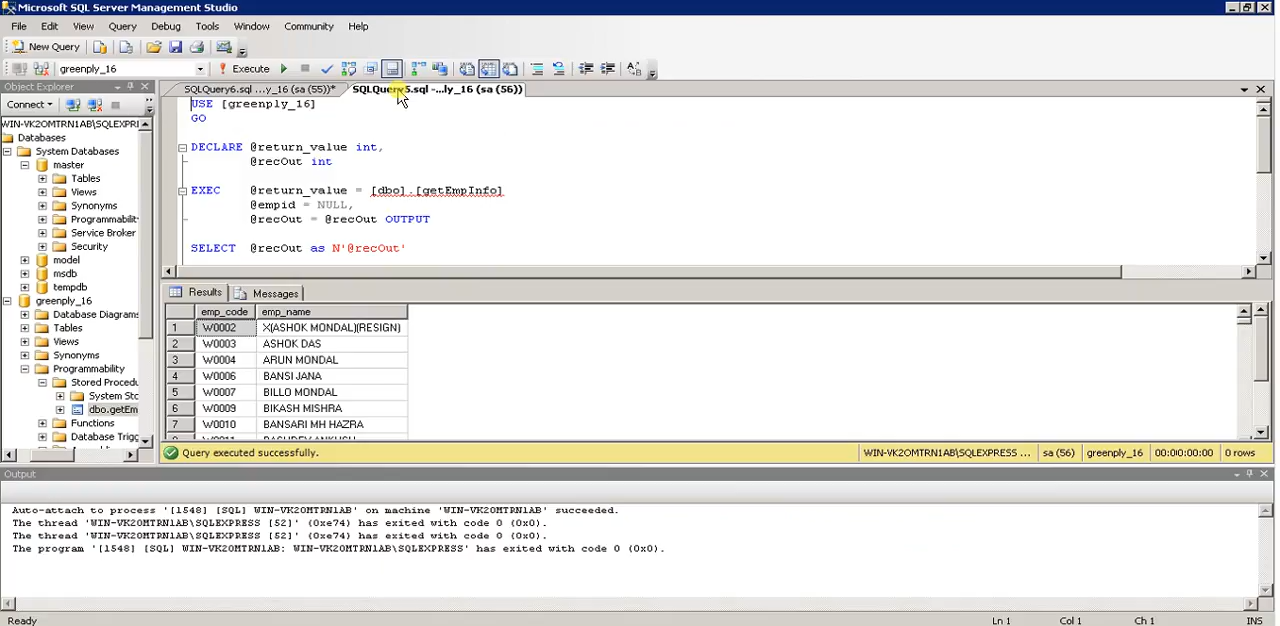 Microsoft SQL Server Management Studio
File Edit View Query Debug Tools Window Community Help
New Query
greenply_16 Execute
Object Explorer
SQLQuery6.sql ...y_16 (sa (55))* SQLQuery5.sql -...ly_16 (sa (56))
Connect
WIN-VK2OMTRN1AB\SQLEXPRE
Databases
System Databases
master
Tables
Views
Synonyms
Programmabilit
Service Broker
Security
model
msdb
tempdb
greenply_16
Database Diagrams
Tables
Views
Synonyms
Programmability
Stored Procedu
System Sto
dbo.getEm
Functions
Database Trigg
USE [greenply_16]
GO
DECLARE @return_value int,
@recOut int
EXEC @return_value = [dbo].[getEmpInfo]
@empid = NULL,
@recOut = @recOut OUTPUT
SELECT @recOut as N'@recOut'
Results Messages
emp_code emp_name
1 W0002 X(ASHOK MONDAL)(RESIGN)
2 W0003 ASHOK DAS
3 W0004 ARUN MONDAL
4 W0006 BANSI JANA
5 W0007 BILLO MONDAL
6 W0009 BIKASH MISHRA
7 W0010 BANSARI MH HAZRA
Query executed successfully. WIN-VK2OMTRN1AB\SQLEXPRESS ... sa (56) greenply_16 00:00:00 0 rows
Output
Auto-attach to process '[1548] [SQL] WIN-VK2OMTRN1AB' on machine 'WIN-VK2OMTRN1AB' succeeded.
The thread 'WIN-VK2OMTRN1AB\SQLEXPRESS [52]' (0xe74) has exited with code 0 (0x0).
The thread 'WIN-VK2OMTRN1AB\SQLEXPRESS [52]' (0xe74) has exited with code 0 (0x0).
The program '[1548] [SQL] WIN-VK2OMTRN1AB: WIN-VK2OMTRN1AB\SQLEXPRESS' has exited with code 0 (0x0).
Ready Ln 1 Col 1 Ch 1 INS